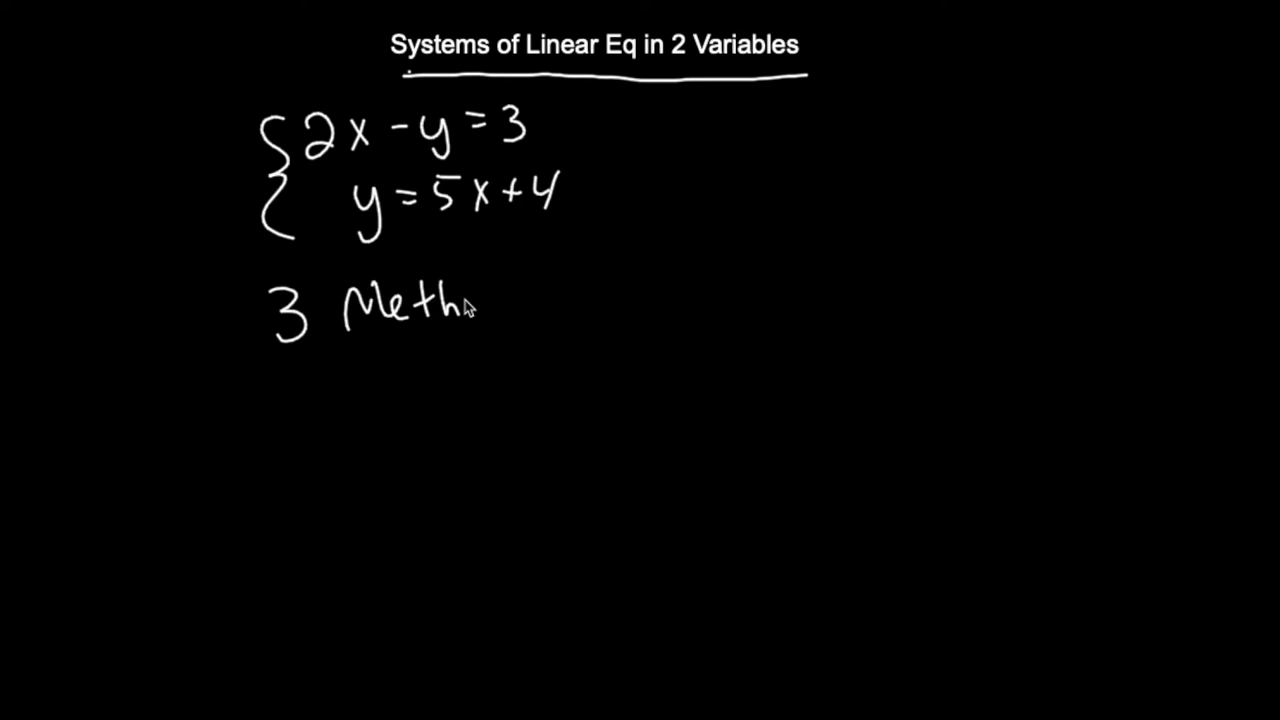 Systems of Linear Eq in 2 Variables
2x - y = 3
y = 5x + 4
3 Meth